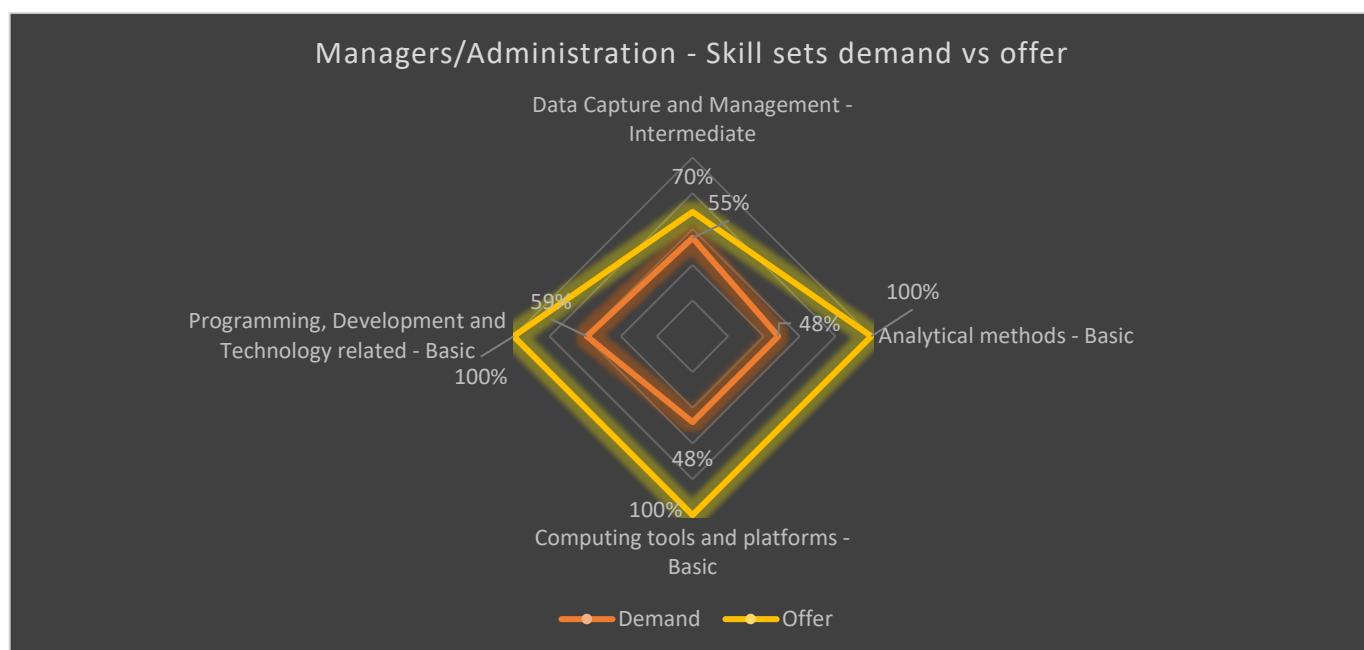 Managers/Administration - Skill sets demand vs offer
Data Capture and Management -
Intermediate
70%
55%
100%
48%
Analytical methods - Basic
59%
Programming, Development and
Technology related - Basic
100%
48%
100%
Computing tools and platforms -
Basic
Demand
Offer